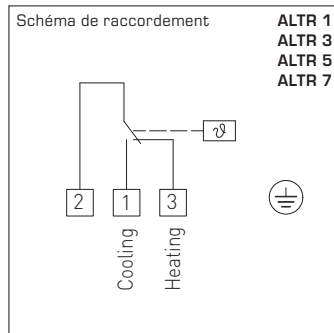 Schéma de raccordement
ALTR 1
ALTR 3
ALTR 5
ALTR 7
ϑ
2
1
3
Cooling
Heating